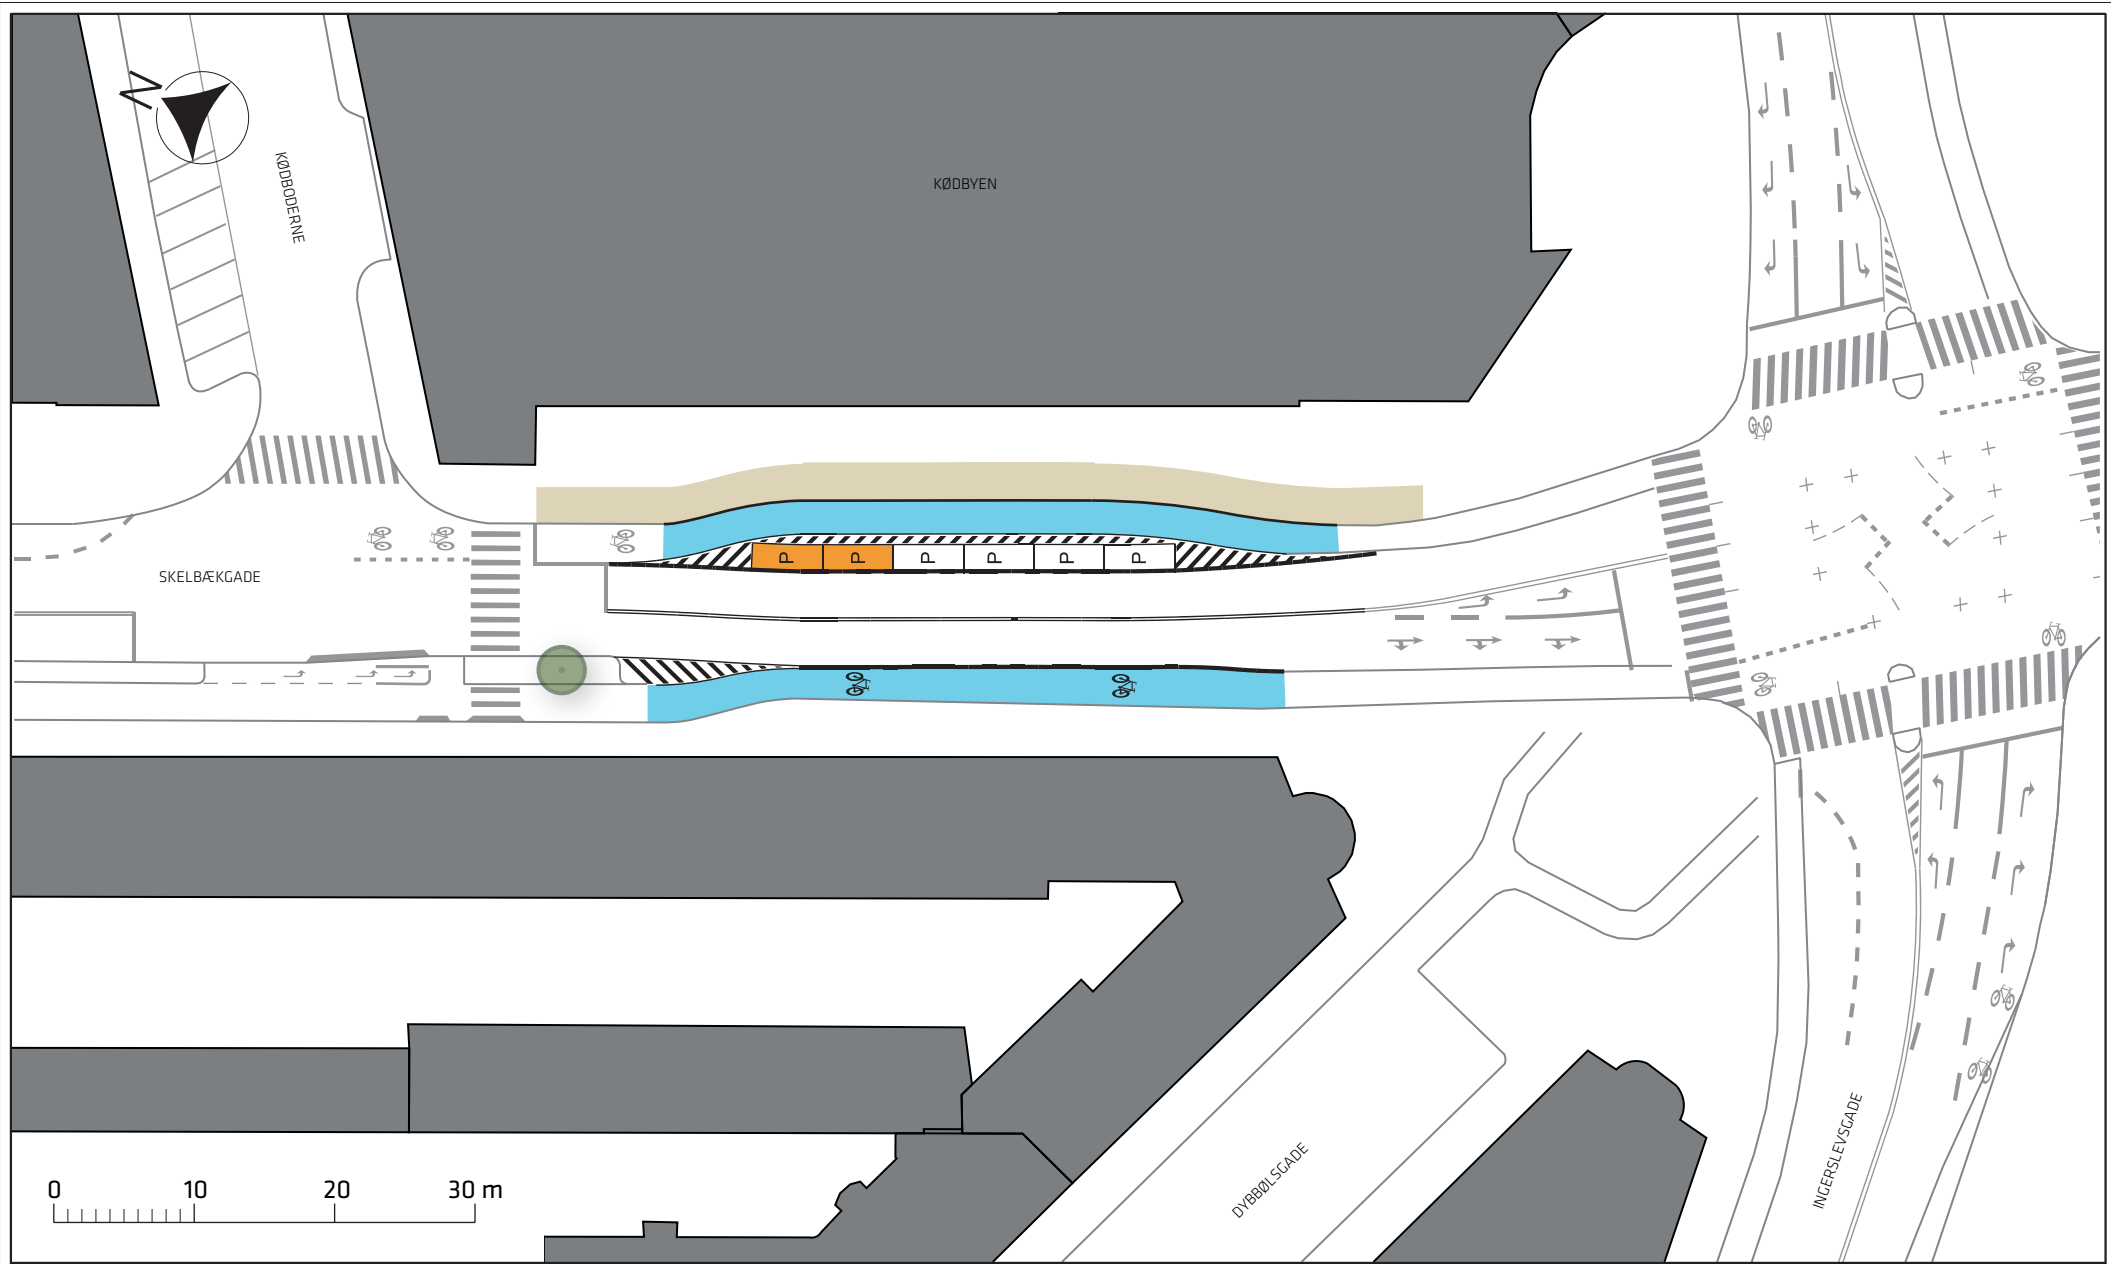 N
KØDBODERNE
KØDBYEN
SKELBÆKGADE
P P P P P P
DYBBØLSGADE
INGERSLEVSGADE
0 10 20 30 m